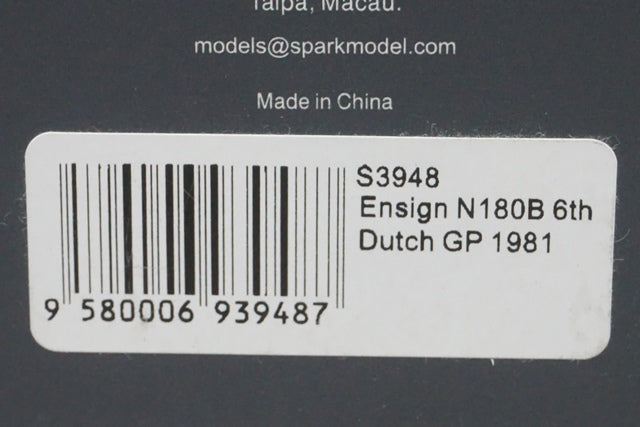 Taipa, Macau.
models@sparkmodel.com
Made in China
S3948
Ensign N180B 6th
Dutch GP 1981
9 580006 939487